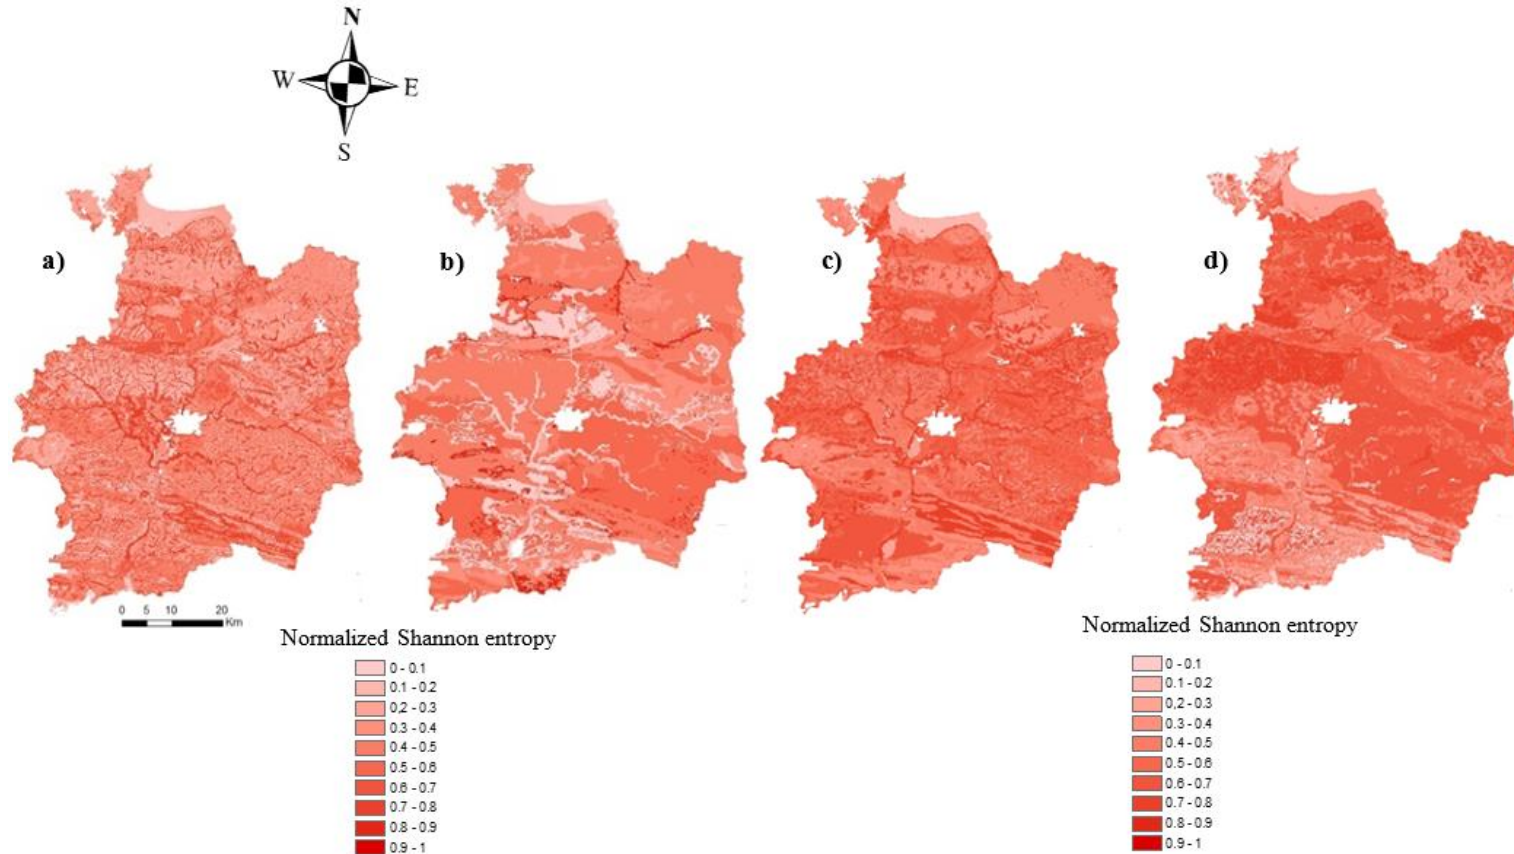 N
W
E
S
a)
b)
c)
d)
0 5 10 20
Km
Normalized Shannon entropy
0 - 0.1
0.1 - 0.2
0,2 - 0.3
0.3 - 0.4
0.4 - 0.5
0.5 - 0.6
0.6 - 0.7
0.7 - 0.8
0.8 - 0.9
0.9 - 1
Normalized Shannon entropy
0 - 0.1
0.1 - 0.2
0,2 - 0.3
0.3 - 0.4
0.4 - 0.5
0.5 - 0.6
0.6 - 0.7
0.7 - 0.8
0.8 - 0.9
0.9 - 1